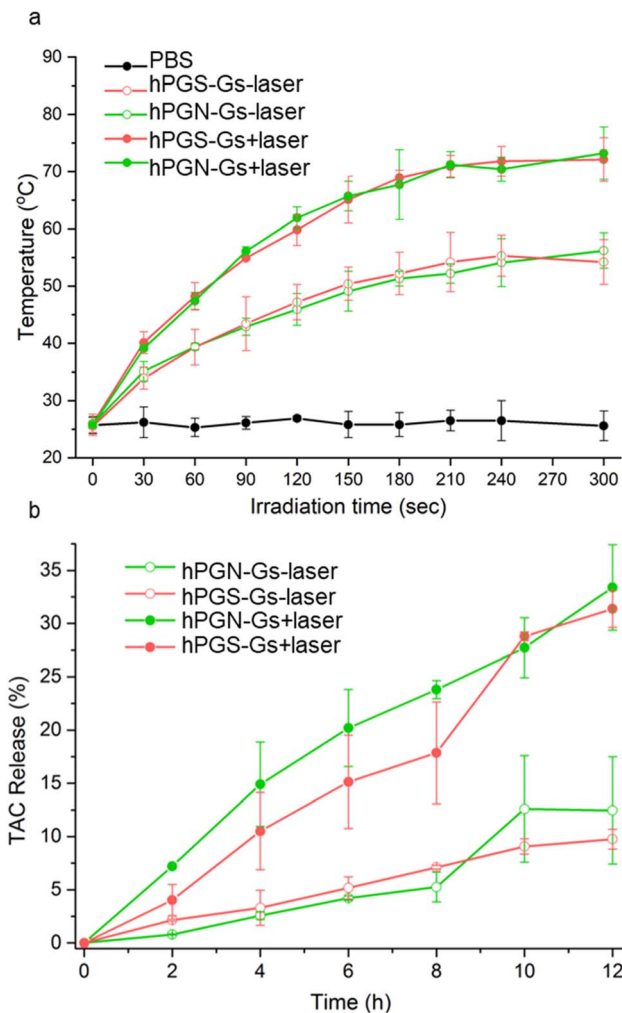 a
90
80
70
60
50
40
30
20
Temperature (°C)
PBS
hPGS-Gs-laser
hPGN-Gs-laser
hPGS-Gs+laser
hPGN-Gs+laser
0 30 60 90 120 150 180 210 240 270 300
Irradiation time (sec)
b
35
30
25
20
15
10
5
0
TAC Release (%)
hPGN-Gs-laser
hPGS-Gs-laser
hPGN-Gs+laser
hPGS-Gs+laser
0 2 4 6 8 10 12
Time (h)